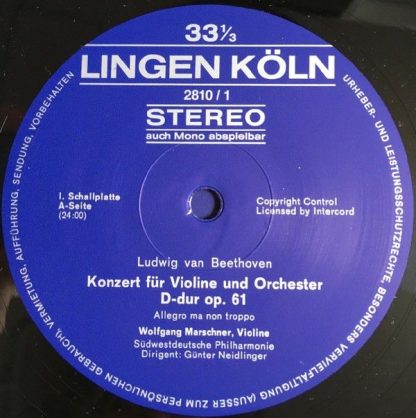 33⅓
LINGEN KÖLN
2810/1
STEREO
auch Mono abspielbar
I. Schallplatte
A-Seite
(24:00)
Copyright Control
Licensed by Intercord
Ludwig van Beethoven
Konzert für Violine und Orchester
D-dur op. 61
Allegro ma non troppo
Wolfgang Marschner, Violine
Südwestdeutsche Philharmonie
Dirigent: Günter Neidlinger
URHEBER- UND LEISTUNGSSCHUTZRECHTE, BESONDERS VERVIELFÄLTIGUNG (AUSSER ZUM PERSÖNLICHEN GEBRAUCH), VERMIETUNG, AUFFÜHRUNG, SENDUNG, VORBEHALTEN